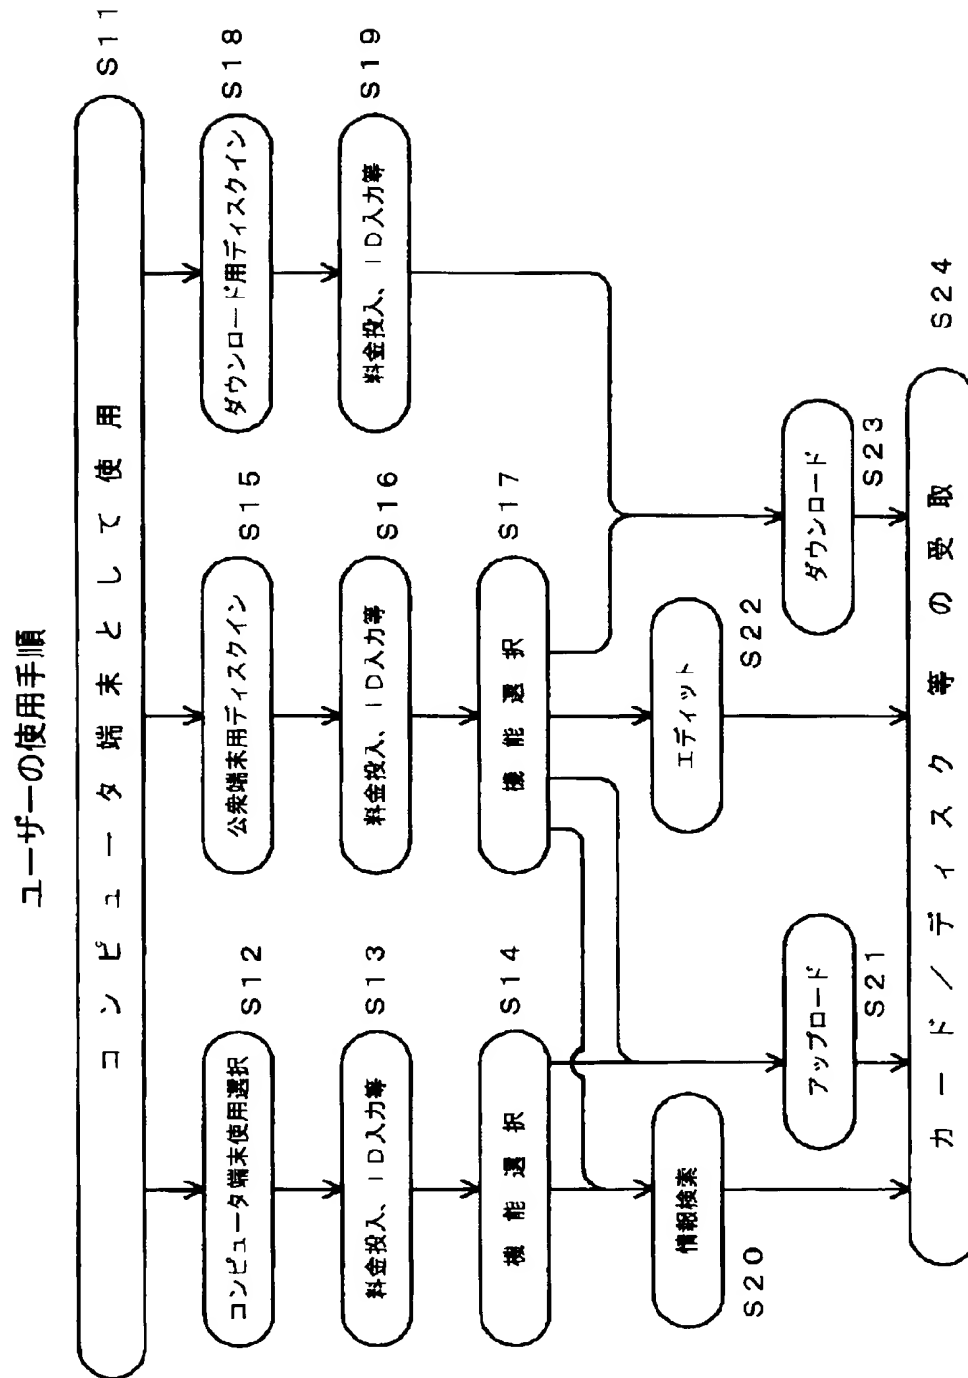 ユーザーの使用手順
コンピュータ端末として使用
S11
コンピュータ端末使用選択
S12
公衆端末用ディスクイン
S15
ダウンロード用ディスクイン
S18
料金投入、ID入力等
S13
料金投入、ID入力等
S16
料金投入、ID入力等
S19
機能選択
S14
機能選択
S17
情報検索
S20
エディット
S22
アップロード
S21
ダウンロード
S23
カード/ディスク等の受取
S24